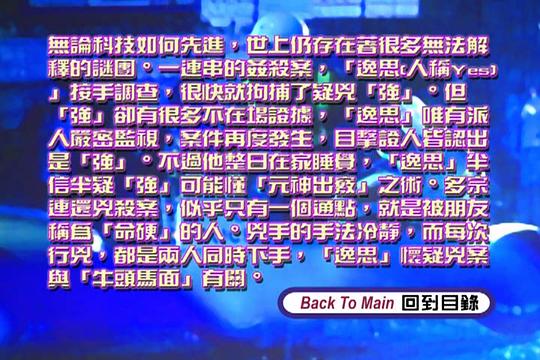 無論科技如何先進，世上仍存在著很多無法解
釋的謎團。一連串的姦殺案，「逸思(人稱Yes)
」接手調查，很快就拘捕了疑兇「強」。但
「強」卻有很多不在場證據，「逸思」唯有派
人嚴密監視，案件再度發生，目擊證人皆認出
是「強」。不過他整日在家睡覺，「逸思」半
信半疑「強」可能懂「元神出竅」之術。多宗
連環兇殺案，似乎只有一個通點，就是被朋友
稱爲「命硬」的人。兇手的手法冷靜，而每次
行兇，都是兩人同時下手，「逸思」懷疑兇案
與「牛頭馬面」有關。
Back To Main 回到目錄